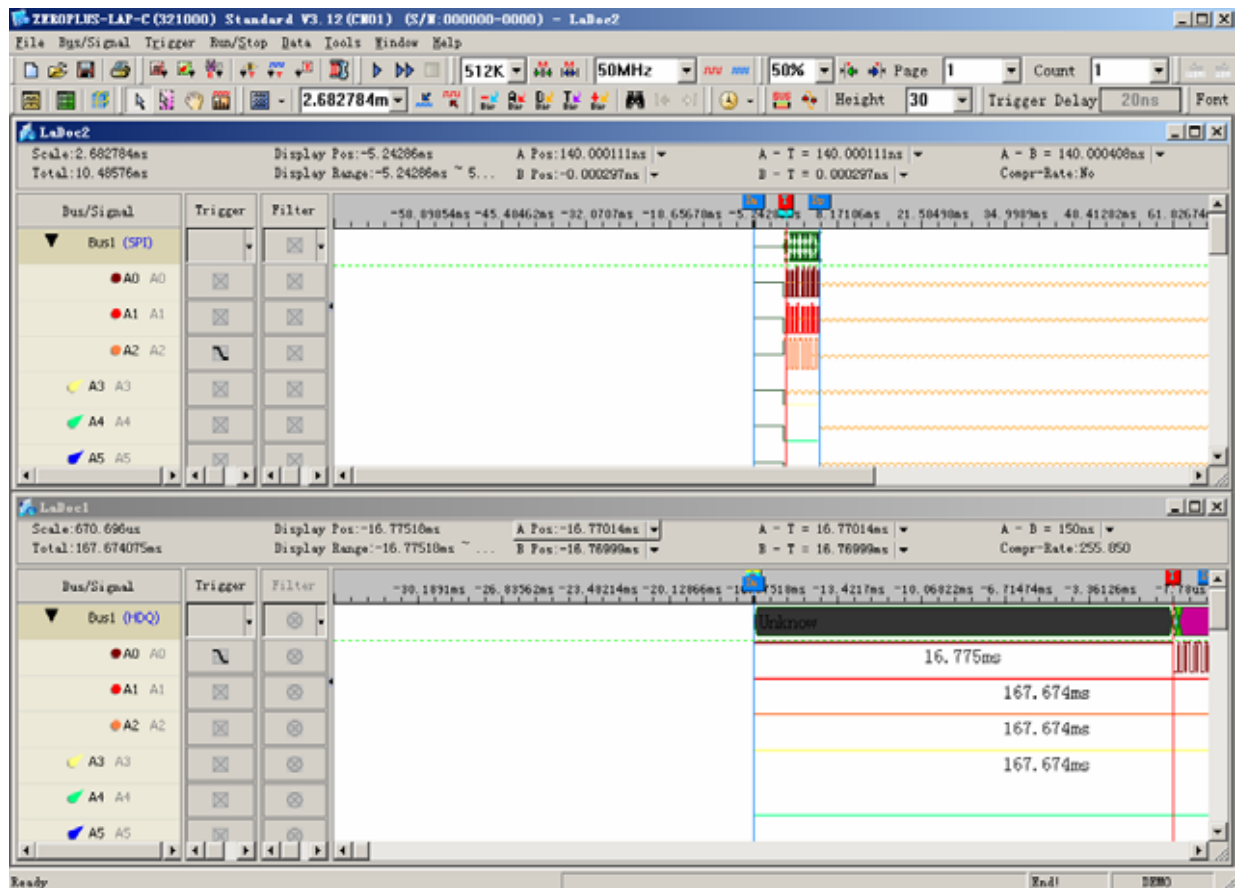 ZEROPLUS-LAP-C(321000) Standard V3.12(CN01) (S/N:000000-0000) - LaDoc2
File Bus/Signal Trigger Run/Stop Data Tools Window Help
512K 50MHz 50% Page 1 Count 1
2.682784m Bar Bar Bar Bar Bar Height 30 Trigger Delay 20ns Font
LaDoc2
Scale:2.682784ms Display Pos:-5.24286ms A Pos:140.000111ns A - T = 140.000111ns A - B = 140.000408ns
Total:10.48576ms Display Range:-5.24286ms ~ 5... B Pos:-0.000297ns B - T = 0.000297ns Compr-Rate:No
Bus/Signal Trigger Filter -45.48462ms -32.0707ms -18.65678ms 8.17106ms 21.58498ms 34.9989ms 48.41282ms
Bus1 (SPI)
A0 A0
A1 A1
A2 A2
A3 A3
A4 A4
A5 A5
LaDoc1
Scale:670.696us Display Pos:-16.77518ms A Pos:-16.77014ms A - T = 16.77014ms A - B = 150ns
Total:167.674075ms Display Range:-16.77518ms ~ ... B Pos:-16.76999ms B - T = 16.76999ms Compr-Rate:255.850
Bus/Signal Trigger Filter -30.1891ms -26.83562ms -23.48214ms -20.12866ms -13.4217ms -10.06822ms -6.71474ms -3.36126ms
Bus1 (HDQ) Unknow
A0 A0 16.775ms
A1 A1 167.674ms
A2 A2 167.674ms
A3 A3 167.674ms
A4 A4
A5 A5
Ready End! DEMO